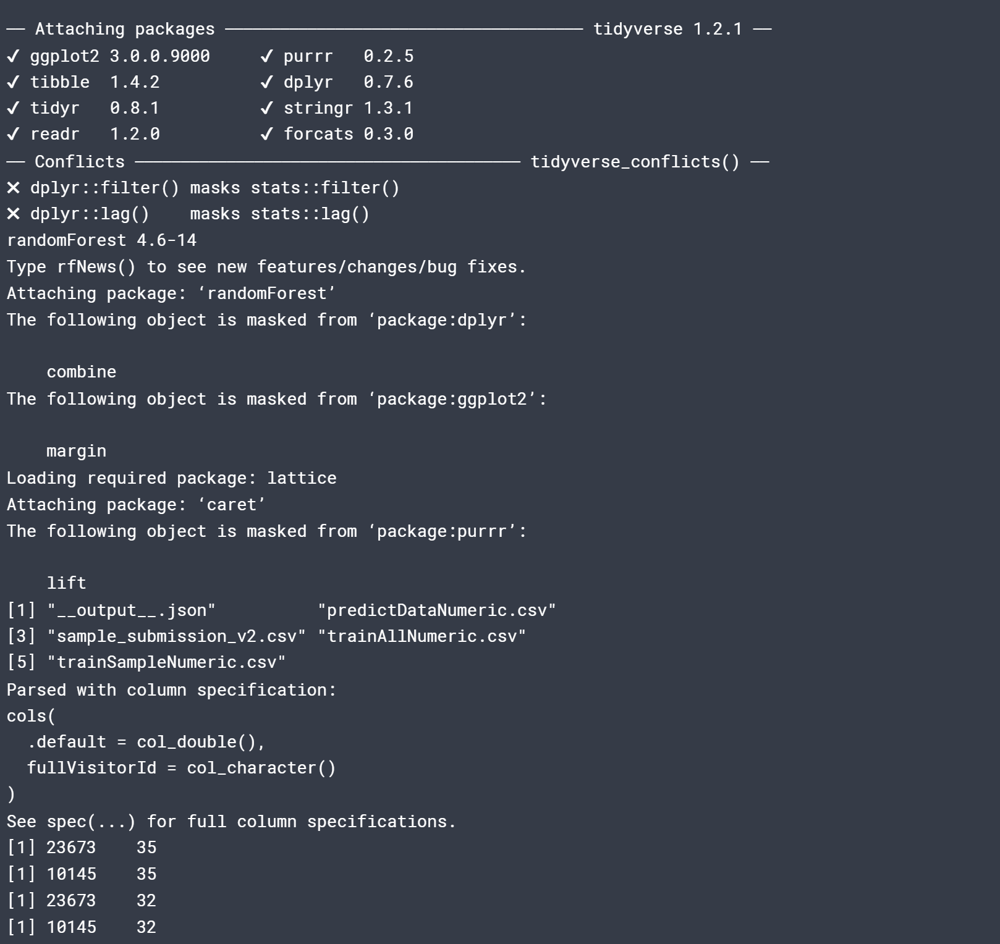 ── Attaching packages ──────────────────────────────────── tidyverse 1.2.1 ──
✔ ggplot2 3.0.0.9000     ✔ purrr   0.2.5
✔ tibble  1.4.2          ✔ dplyr   0.7.6
✔ tidyr   0.8.1          ✔ stringr 1.3.1
✔ readr   1.2.0          ✔ forcats 0.3.0
── Conflicts ─────────────────────────────────────── tidyverse_conflicts() ──
✖ dplyr::filter() masks stats::filter()
✖ dplyr::lag()    masks stats::lag()
randomForest 4.6-14
Type rfNews() to see new features/changes/bug fixes.
Attaching package: ‘randomForest’
The following object is masked from ‘package:dplyr’:
    combine
The following object is masked from ‘package:ggplot2’:
    margin
Loading required package: lattice
Attaching package: ‘caret’
The following object is masked from ‘package:purrr’:
    lift
[1] "__output__.json"          "predictDataNumeric.csv"
[3] "sample_submission_v2.csv" "trainAllNumeric.csv"
[5] "trainSampleNumeric.csv"
Parsed with column specification:
cols(
  .default = col_double(),
  fullVisitorId = col_character()
)
See spec(...) for full column specifications.
[1] 23673    35
[1] 10145    35
[1] 23673    32
[1] 10145    32